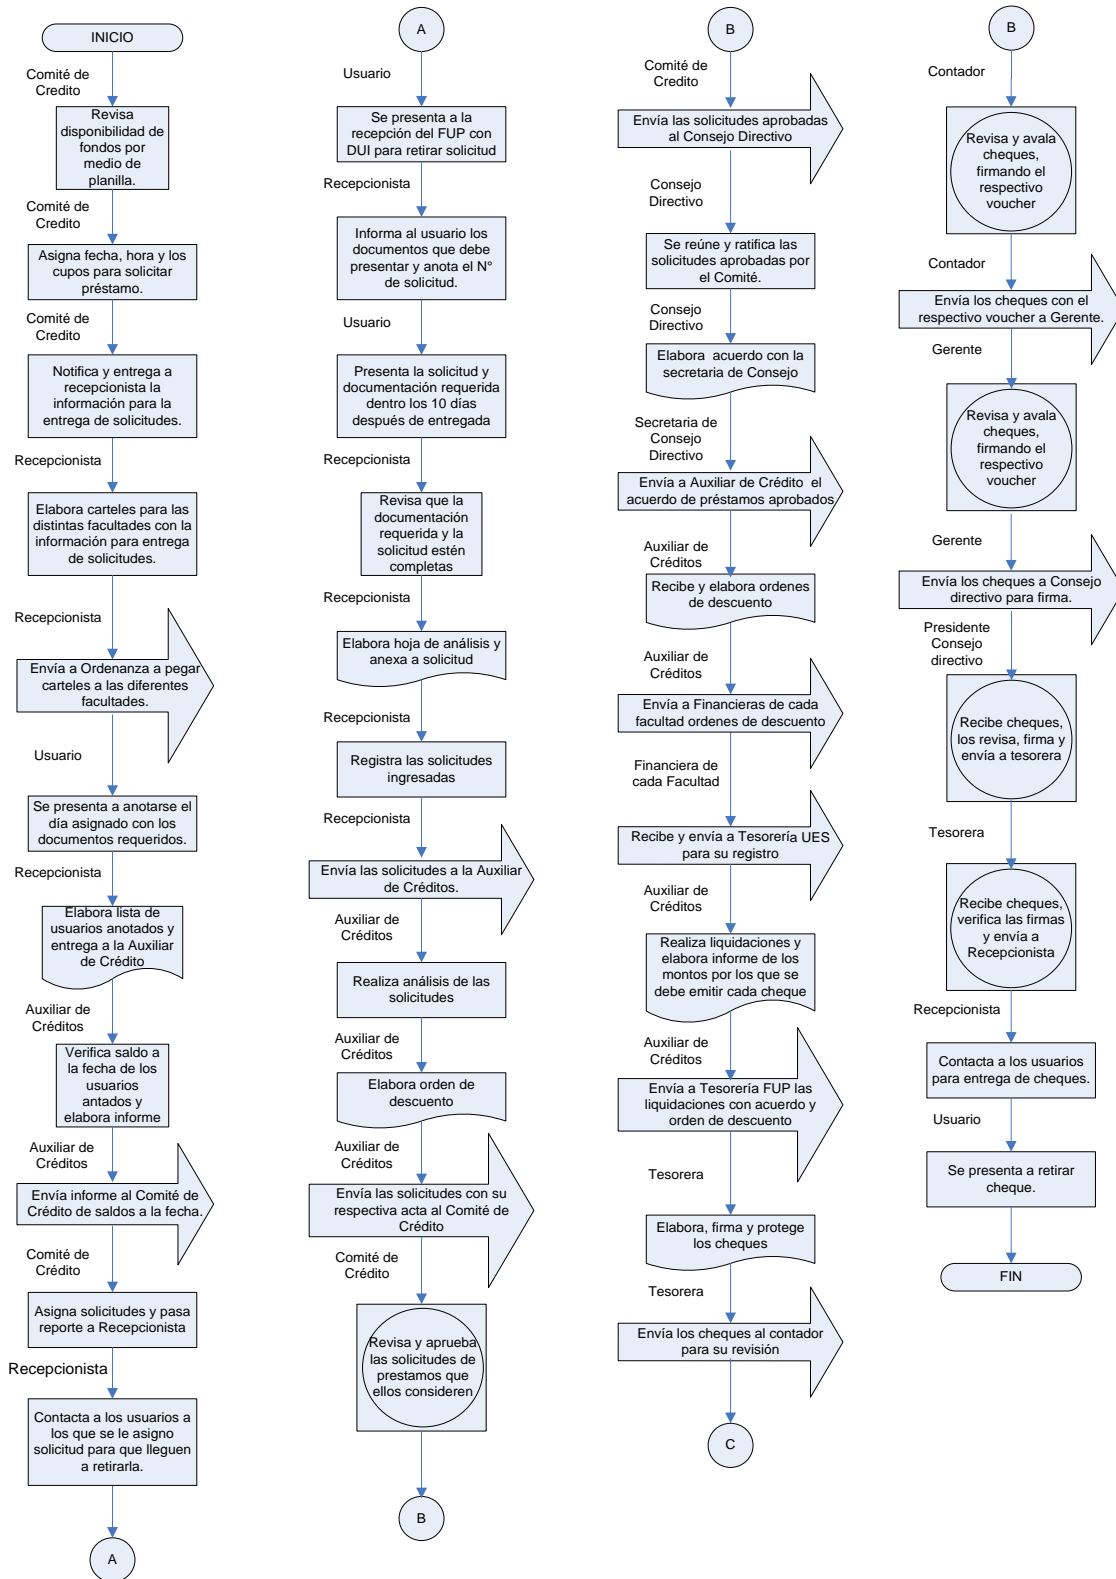 INICIO
Comité de
Credito
Revisa
disponibilidad de
fondos por
medio de
planilla.
Comité de
Credito
Asigna fecha, hora y los
cupos para solicitar
préstamo.
Comité de
Credito
Notifica y entrega a
recepcionista la
información para la
entrega de solicitudes.
Recepcionista
Elabora carteles para las
distintas facultades con la
información para entrega
de solicitudes.
Recepcionista
Envía a Ordenanza a pegar
carteles a las diferentes
facultades.
Usuario
Se presenta a anotarse el
día asignado con los
documentos requeridos.
Recepcionista
Elabora lista de
usuarios anotados y
entrega a la Auxiliar
de Crédito
Auxiliar de
Créditos
Verifica saldo a
la fecha de los
usuarios
antados y
elabora informe
Auxiliar de
Créditos
Envía informe al Comité de
Crédito de saldos a la fecha.
Comité de
Crédito
Asigna solicitudes y pasa
reporte a Recepcionista
Recepcionista
Contacta a los usuarios a
los que se le asigno
solicitud para que lleguen
a retirarla.
A
A
Usuario
Se presenta a la
recepción del FUP con
DUI para retirar solicitud
Recepcionista
Informa al usuario los
documentos que debe
presentar y anota el N°
de solicitud.
Usuario
Presenta la solicitud y
documentación requerida
dentro los 10 días
después de entregada
Recepcionista
Revisa que la
documentación
requerida y la
solicitud estén
completas
Recepcionista
Elabora hoja de análisis y
anexa a solicitud
Recepcionista
Registra las solicitudes
ingresadas
Recepcionista
Envía las solicitudes a la Auxiliar
de Créditos.
Auxiliar de
Créditos
Realiza análisis de las
solicitudes
Auxiliar de
Créditos
Elabora orden de
descuento
Auxiliar de
Créditos
Envía las solicitudes con su
respectiva acta al Comité de
Crédito
Comité de
Crédito
Revisa y aprueba
las solicitudes de
prestamos que
ellos consideren
B
B
Comité de
Credito
Envía las solicitudes aprobadas
al Consejo Directivo
Consejo
Directivo
Se reúne y ratifica las
solicitudes aprobadas por
el Comité.
Consejo
Directivo
Elabora acuerdo con la
secretaria de Consejo
Secretaria de
Consejo
Directivo
Envía a Auxiliar de Crédito el
acuerdo de préstamos aprobados
Auxiliar de
Créditos
Recibe y elabora ordenes
de descuento
Auxiliar de
Créditos
Envía a Financieras de cada
facultad ordenes de descuento
Financiera de
cada Facultad
Recibe y envía a Tesorería UES
para su registro
Auxiliar de
Créditos
Realiza liquidaciones y
elabora informe de los
montos por los que se
debe emitir cada cheque
Auxiliar de
Créditos
Envía a Tesorería FUP las
liquidaciones con acuerdo y
orden de descuento
Tesorera
Elabora, firma y protege
los cheques
Tesorera
Envía los cheques al contador
para su revisión
C
B
Contador
Revisa y avala
cheques,
firmando el
respectivo
voucher
Contador
Envía los cheques con el
respectivo voucher a Gerente.
Gerente
Revisa y avala
cheques,
firmando el
respectivo
voucher
Gerente
Envía los cheques a Consejo
directivo para firma.
Presidente
Consejo
directivo
Recibe cheques,
los revisa, firma y
envía a tesorera
Tesorera
Recibe cheques,
verifica las firmas
y envía a
Recepcionista
Recepcionista
Contacta a los usuarios
para entrega de cheques.
Usuario
Se presenta a retirar
cheque.
FIN